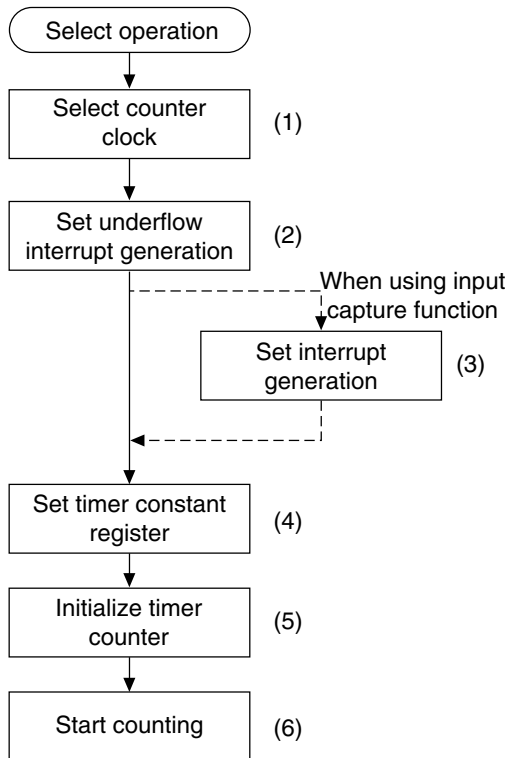 Select operation
Select counter
clock
(1)
Set underflow
interrupt generation
(2)
When using input
capture function
Set interrupt
generation
(3)
Set timer constant
register
(4)
Initialize timer
counter
(5)
Start counting
(6)